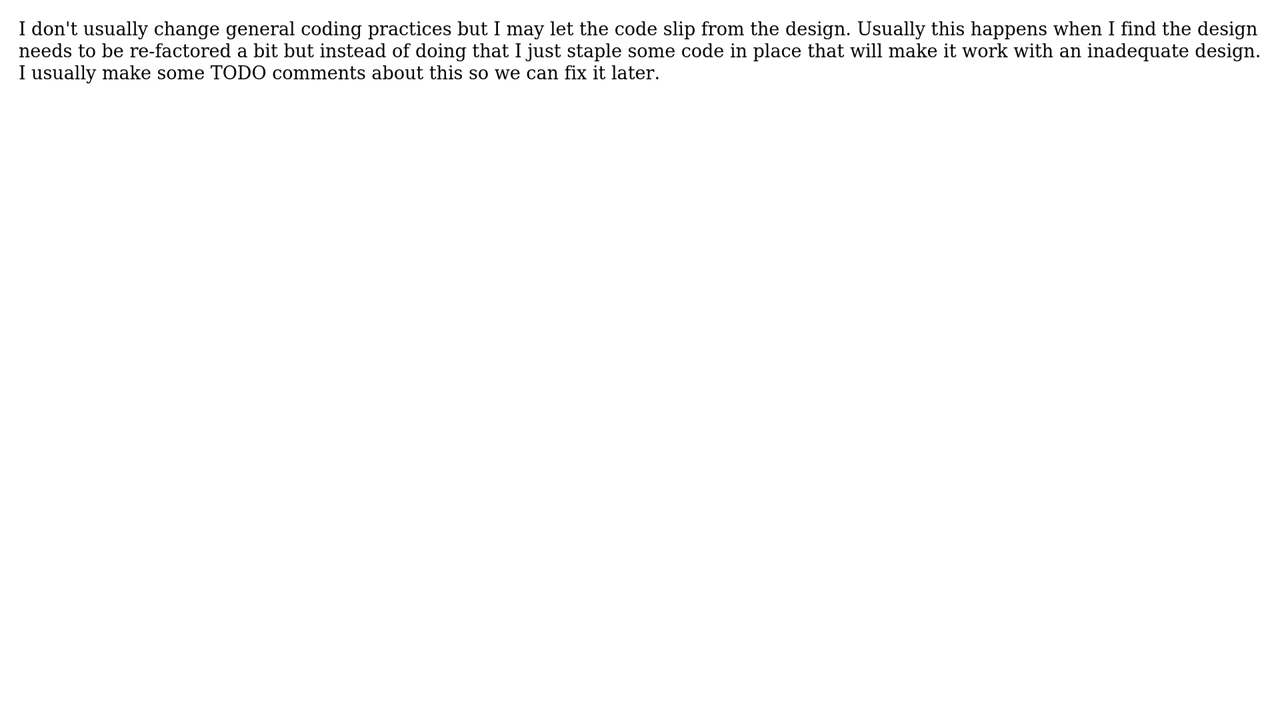 I don't usually change general coding practices but I may let the code slip from the design. Usually this happens when I find the design
needs to be re-factored a bit but instead of doing that I just staple some code in place that will make it work with an inadequate design.
I usually make some TODO comments about this so we can fix it later.